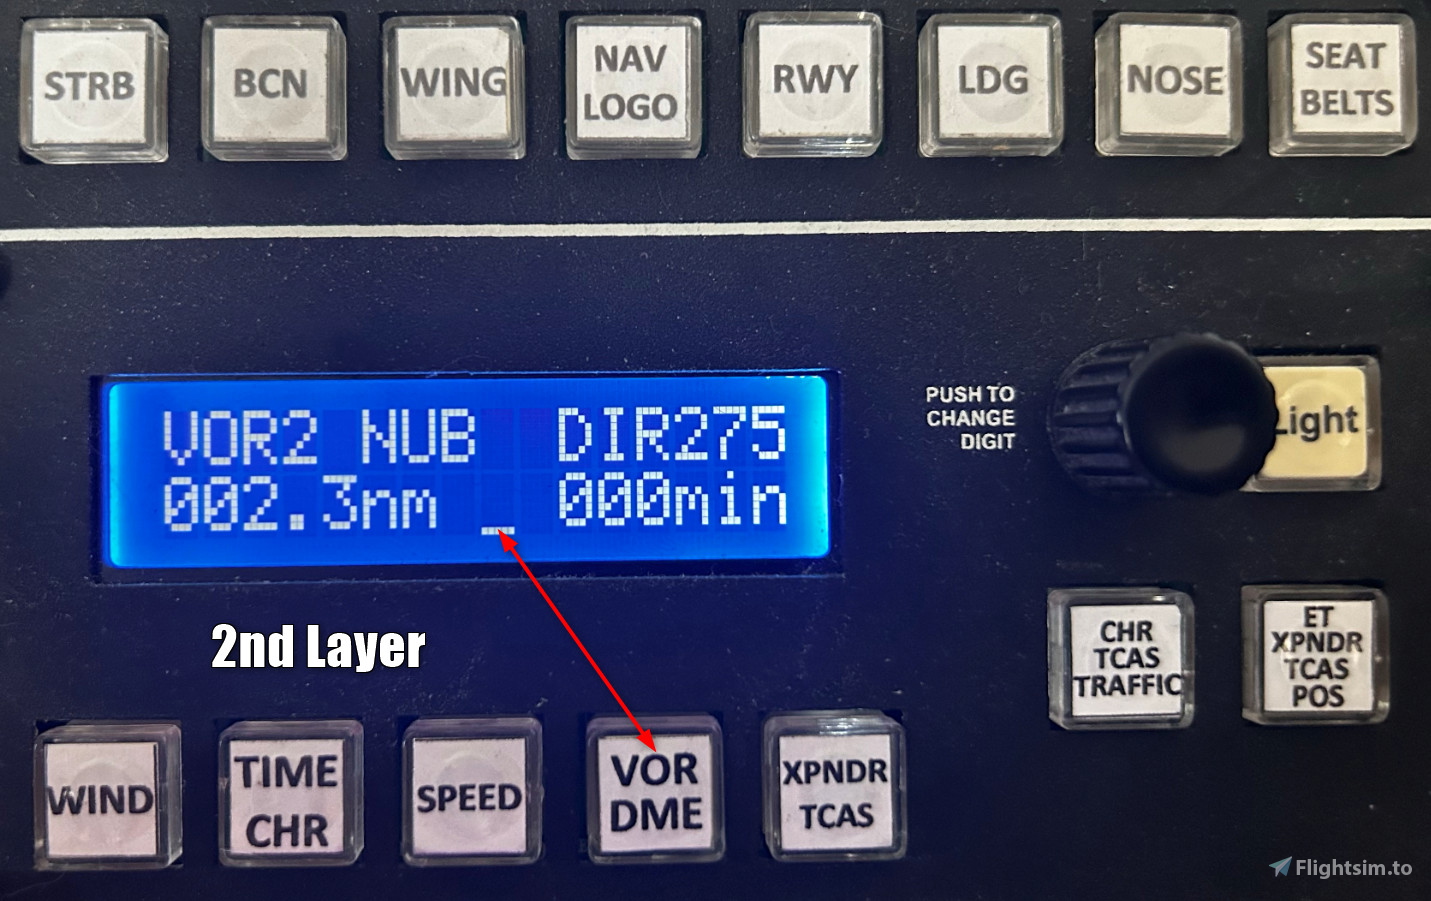 STRB
BCN
WING
NAV
LOGO
RWY
LDG
NOSE
SEAT
BELTS
VOR2 NUB DIR275
002.3nm _ 000min
PUSH TO
CHANGE
DIGIT
Light
2nd Layer
CHR
TCAS
TRAFFIC
ET
XPNDR
TCAS
POS
WIND
TIME
CHR
SPEED
VOR
DME
XPNDR
TCAS
Flightsim.to